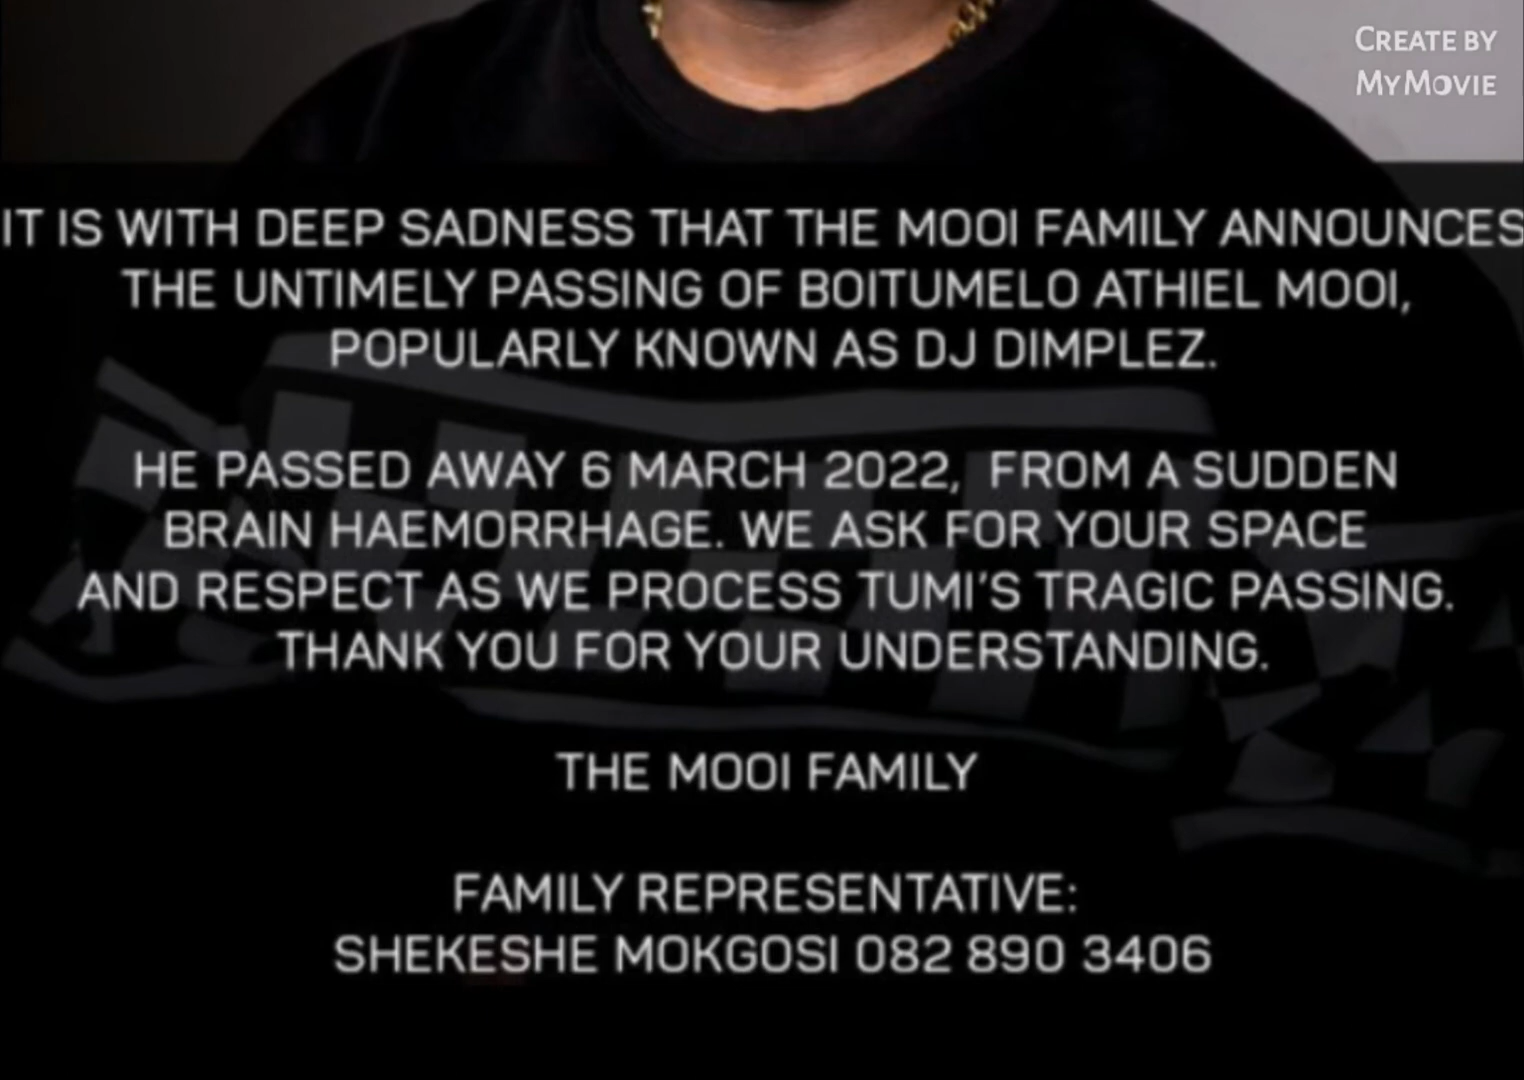 CREATE BY
MYMOVIE
IT IS WITH DEEP SADNESS THAT THE MOOI FAMILY ANNOUNCES
THE UNTIMELY PASSING OF BOITUMELO ATHIEL MOOI,
POPULARLY KNOWN AS DJ DIMPLEZ.
HE PASSED AWAY 6 MARCH 2022, FROM A SUDDEN
BRAIN HAEMORRHAGE. WE ASK FOR YOUR SPACE
AND RESPECT AS WE PROCESS TUMI'S TRAGIC PASSING.
THANK YOU FOR YOUR UNDERSTANDING.
THE MOOI FAMILY
FAMILY REPRESENTATIVE:
SHEKESHE MOKGOSI 082 890 3406